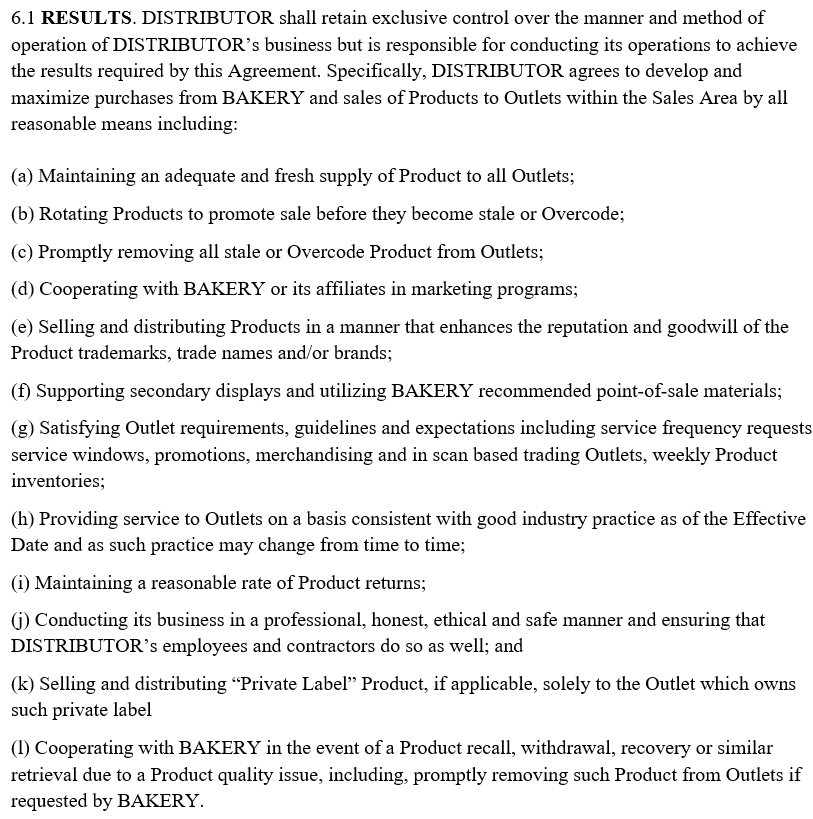 6.1 RESULTS. DISTRIBUTOR shall retain exclusive control over the manner and method of
operation of DISTRIBUTOR’s business but is responsible for conducting its operations to achieve
the results required by this Agreement. Specifically, DISTRIBUTOR agrees to develop and
maximize purchases from BAKERY and sales of Products to Outlets within the Sales Area by all
reasonable means including:
(a) Maintaining an adequate and fresh supply of Product to all Outlets;
(b) Rotating Products to promote sale before they become stale or Overcode;
(c) Promptly removing all stale or Overcode Product from Outlets;
(d) Cooperating with BAKERY or its affiliates in marketing programs;
(e) Selling and distributing Products in a manner that enhances the reputation and goodwill of the
Product trademarks, trade names and/or brands;
(f) Supporting secondary displays and utilizing BAKERY recommended point-of-sale materials;
(g) Satisfying Outlet requirements, guidelines and expectations including service frequency requests
service windows, promotions, merchandising and in scan based trading Outlets, weekly Product
inventories;
(h) Providing service to Outlets on a basis consistent with good industry practice as of the Effective
Date and as such practice may change from time to time;
(i) Maintaining a reasonable rate of Product returns;
(j) Conducting its business in a professional, honest, ethical and safe manner and ensuring that
DISTRIBUTOR’s employees and contractors do so as well; and
(k) Selling and distributing “Private Label” Product, if applicable, solely to the Outlet which owns
such private label
(l) Cooperating with BAKERY in the event of a Product recall, withdrawal, recovery or similar
retrieval due to a Product quality issue, including, promptly removing such Product from Outlets if
requested by BAKERY.